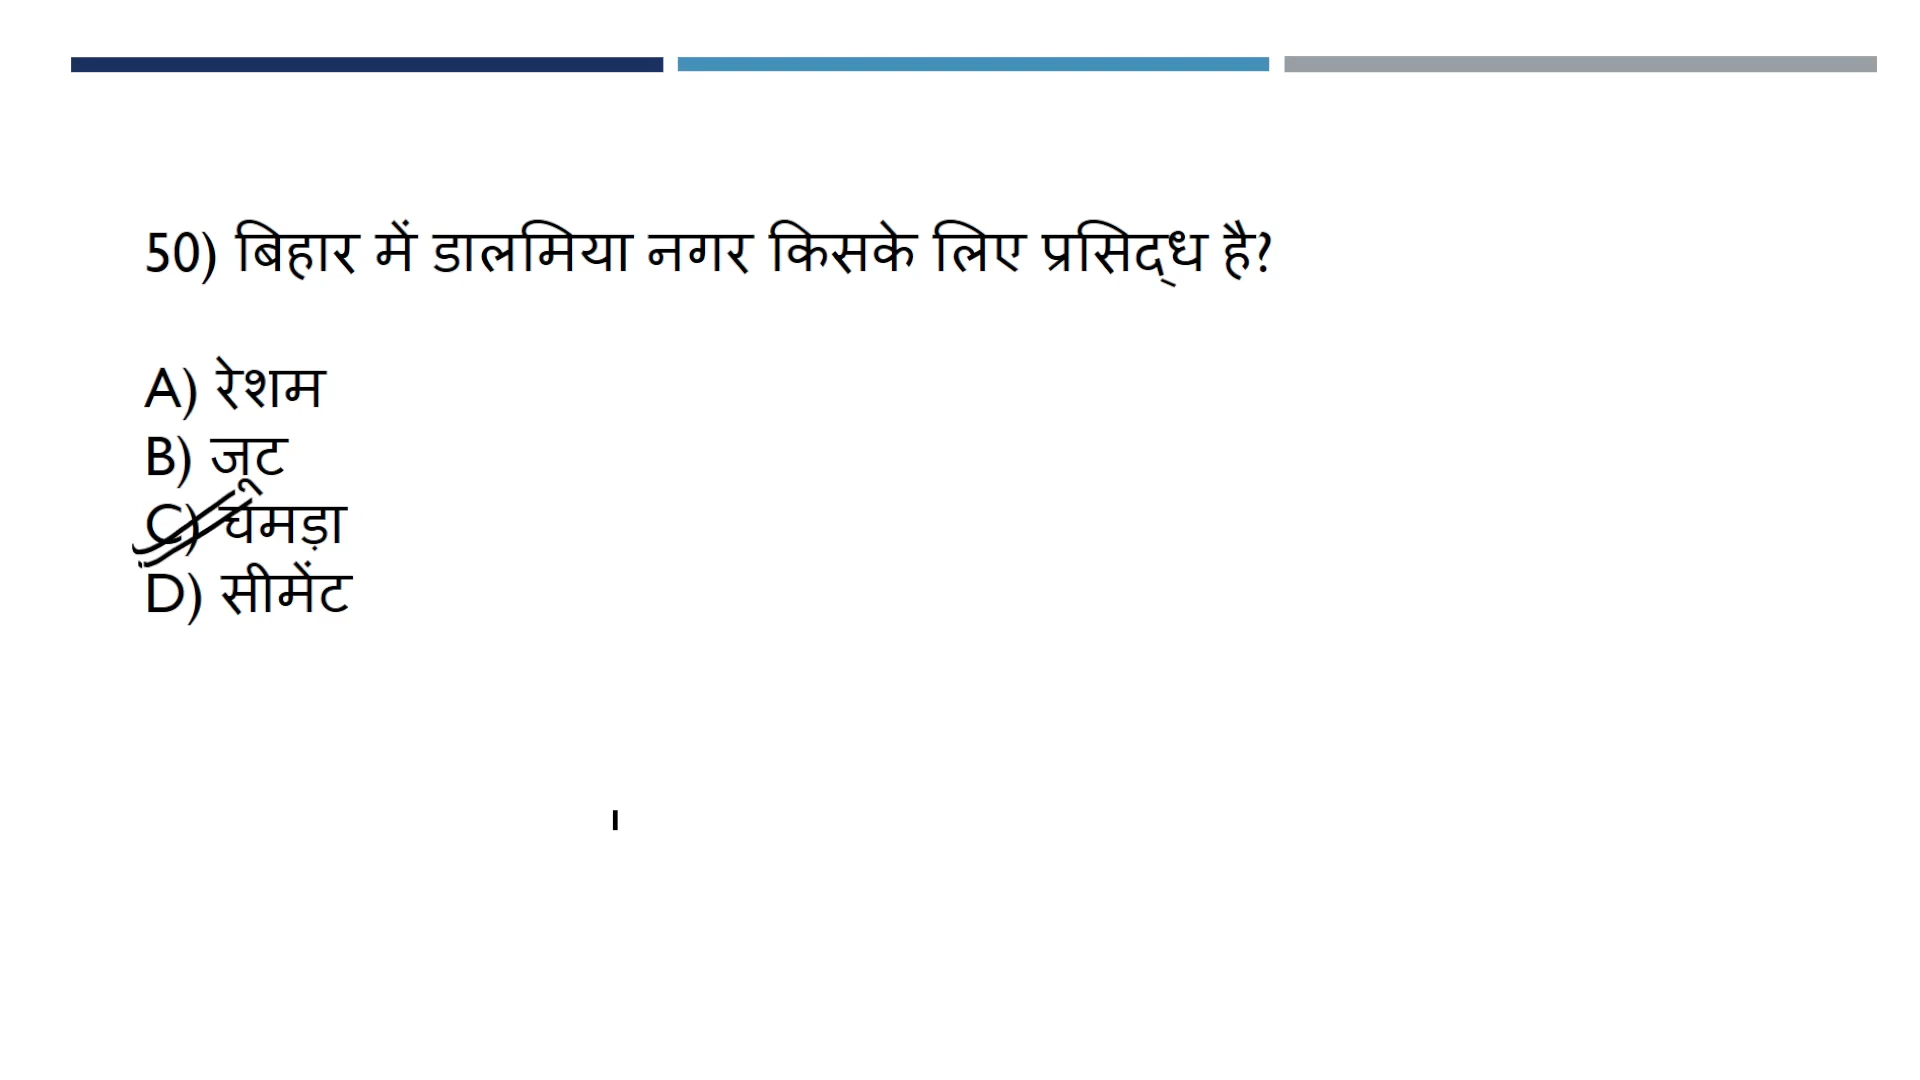 50) बिहार में डालमिया नगर किसके लिए प्रसिद्ध है?
A) रेशम
B) जूट
C) चमड़ा
D) सीमेंट